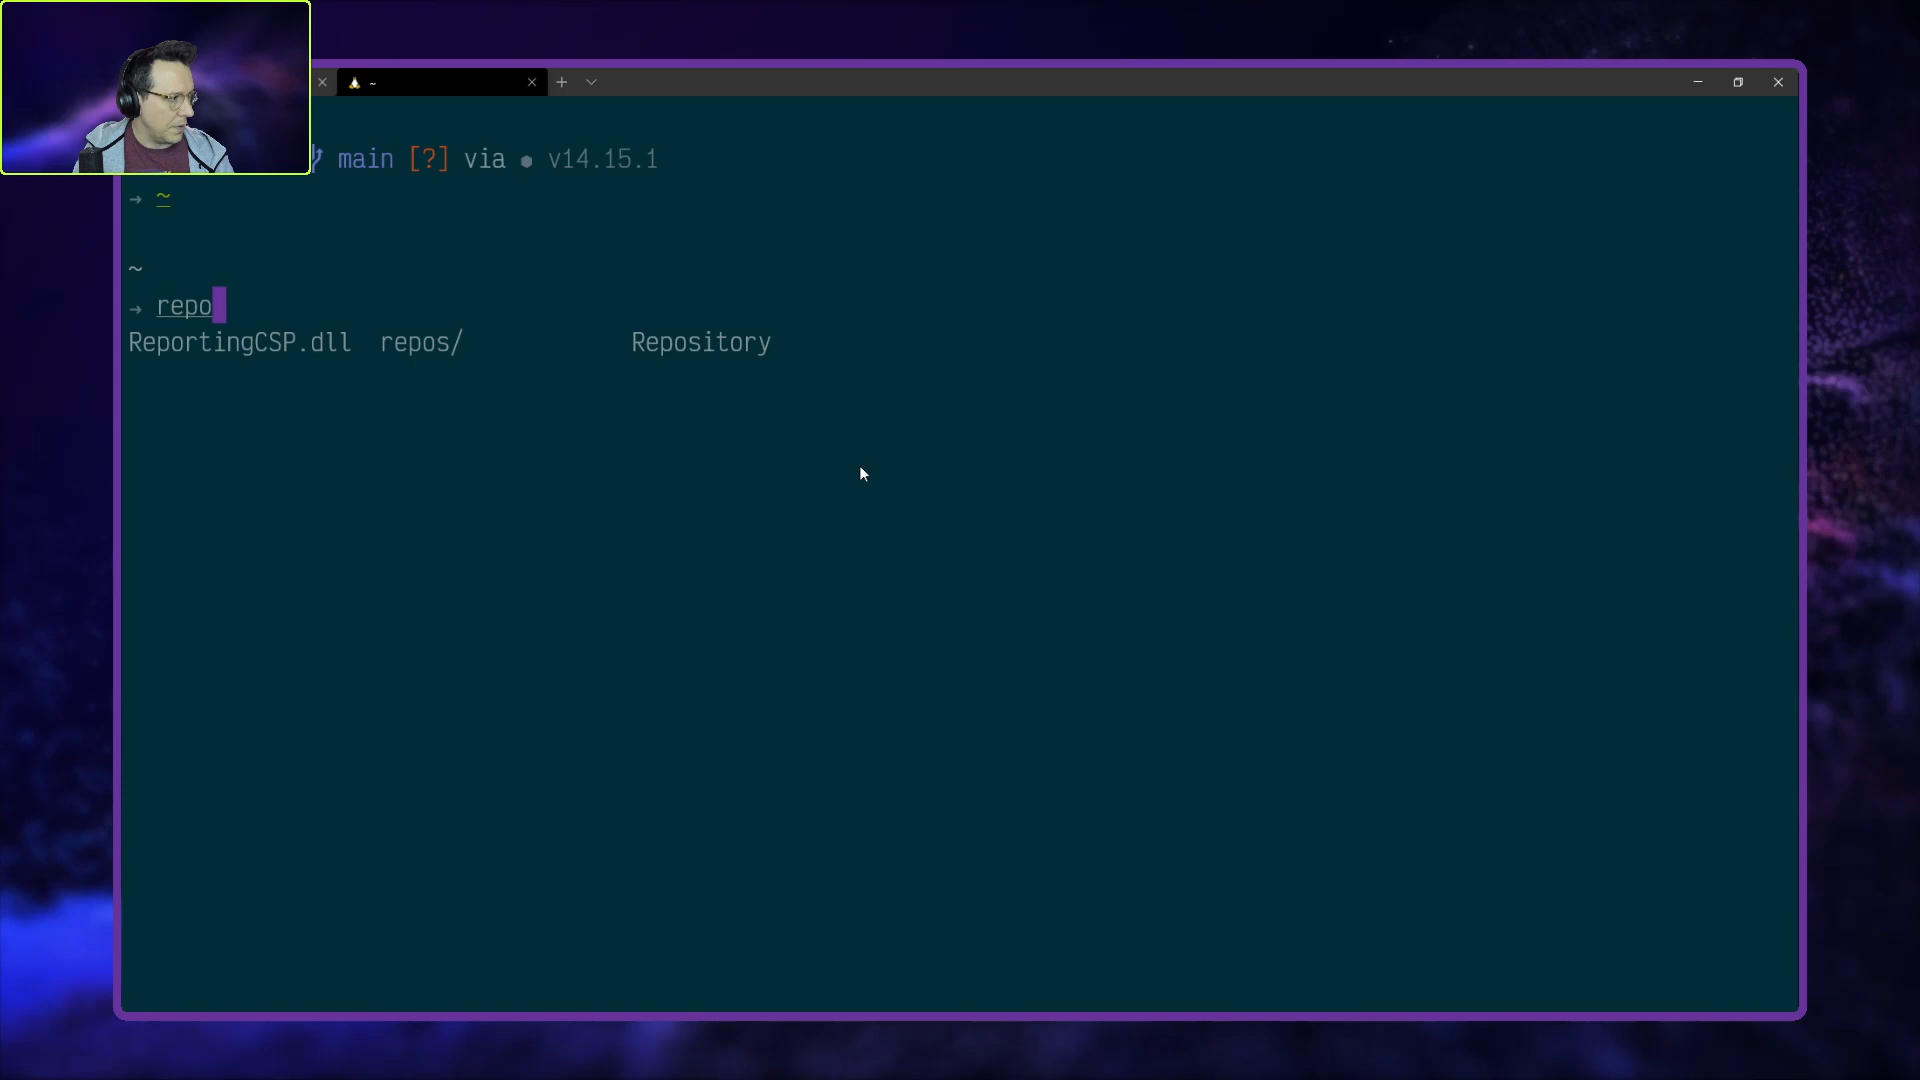 ~
main [?] via ⬢ v14.15.1
→ ~
~
→ repo
ReportingCSP.dll repos/ Repository